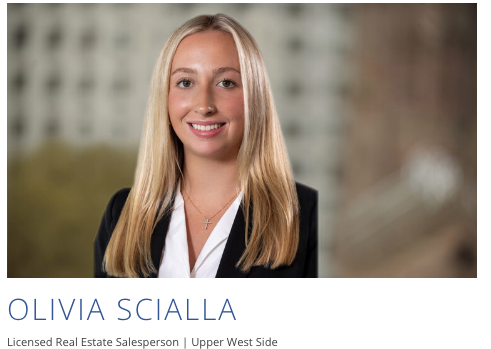 OLIVIA SCIALLA
Licensed Real Estate Salesperson | Upper West Side